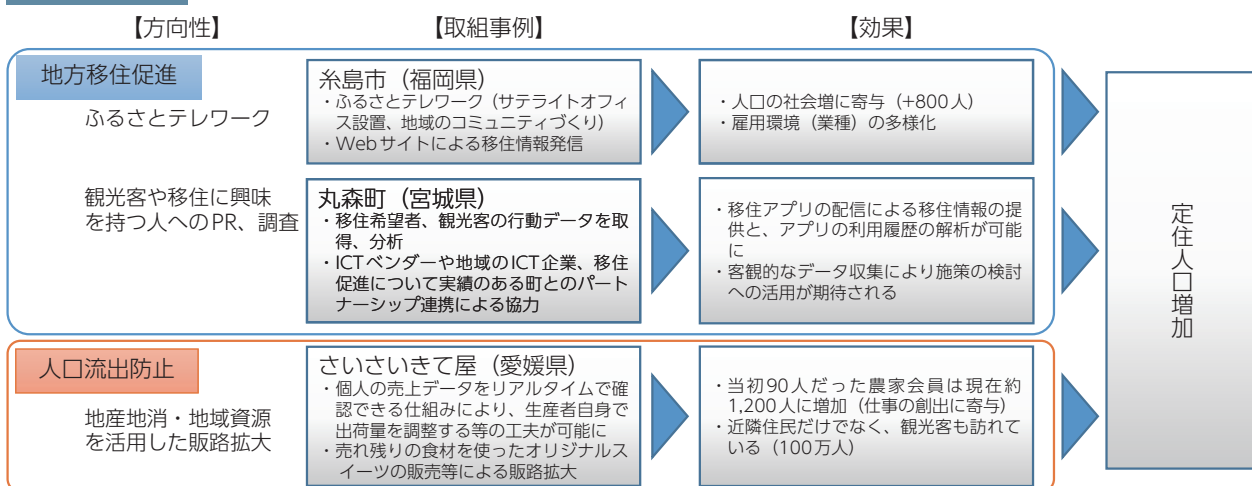 【方向性】
【取組事例】
【効果】
地方移住促進
ふるさとテレワーク
糸島市（福岡県）
・ふるさとテレワーク（サテライトオフィ
ス設置、地域のコミュニティづくり）
・Webサイトによる移住情報発信
・人口の社会増に寄与（+800人）
・雇用環境（業種）の多様化
観光客や移住に興味
を持つ人へのPR、調査
丸森町（宮城県）
・移住希望者、観光客の行動データを取
得、分析
・ICTベンダーや地域のICT企業、移住
促進について実績のある町とのパート
ナーシップ連携による協力
・移住アプリの配信による移住情報の提
供と、アプリの利用履歴の解析が可能
に
・客観的なデータ収集により施策の検討
への活用が期待される
人口流出防止
地産地消・地域資源
を活用した販路拡大
さいさいきて屋（愛媛県）
・個人の売上データをリアルタイムで確
認できる仕組みにより、生産者自身で
出荷量を調整する等の工夫が可能に
・売れ残りの食材を使ったオリジナルス
イーツの販売等による販路拡大
・当初90人だった農家会員は現在約
1,200人に増加（仕事の創出に寄与）
・近隣住民だけでなく、観光客も訪れて
いる（100万人）
定住人口増加